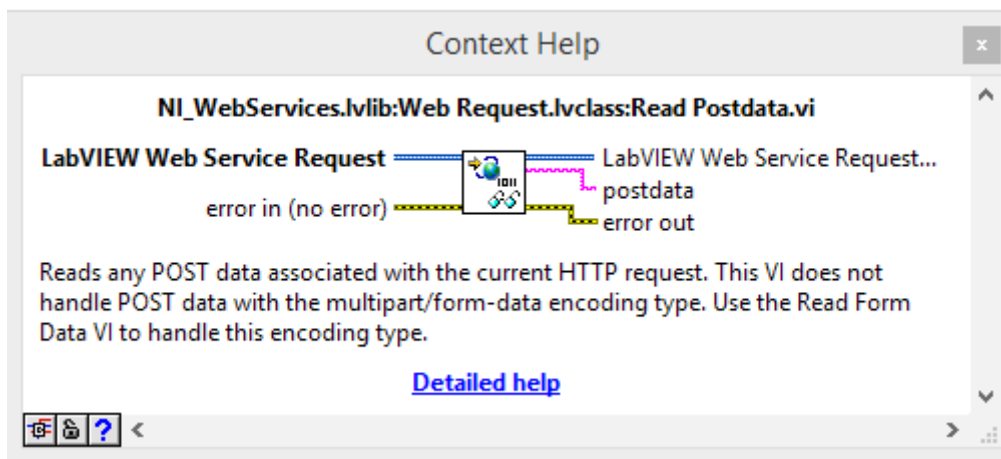 Context Help
x
NI_WebServices.lvlib:Web Request.lvclass:Read Postdata.vi
LabVIEW Web Service Request
LabVIEW Web Service Request...
postdata
error in (no error)
error out
1011
Reads any POST data associated with the current HTTP request. This VI does not
handle POST data with the multipart/form-data encoding type. Use the Read Form
Data VI to handle this encoding type.
Detailed help
?